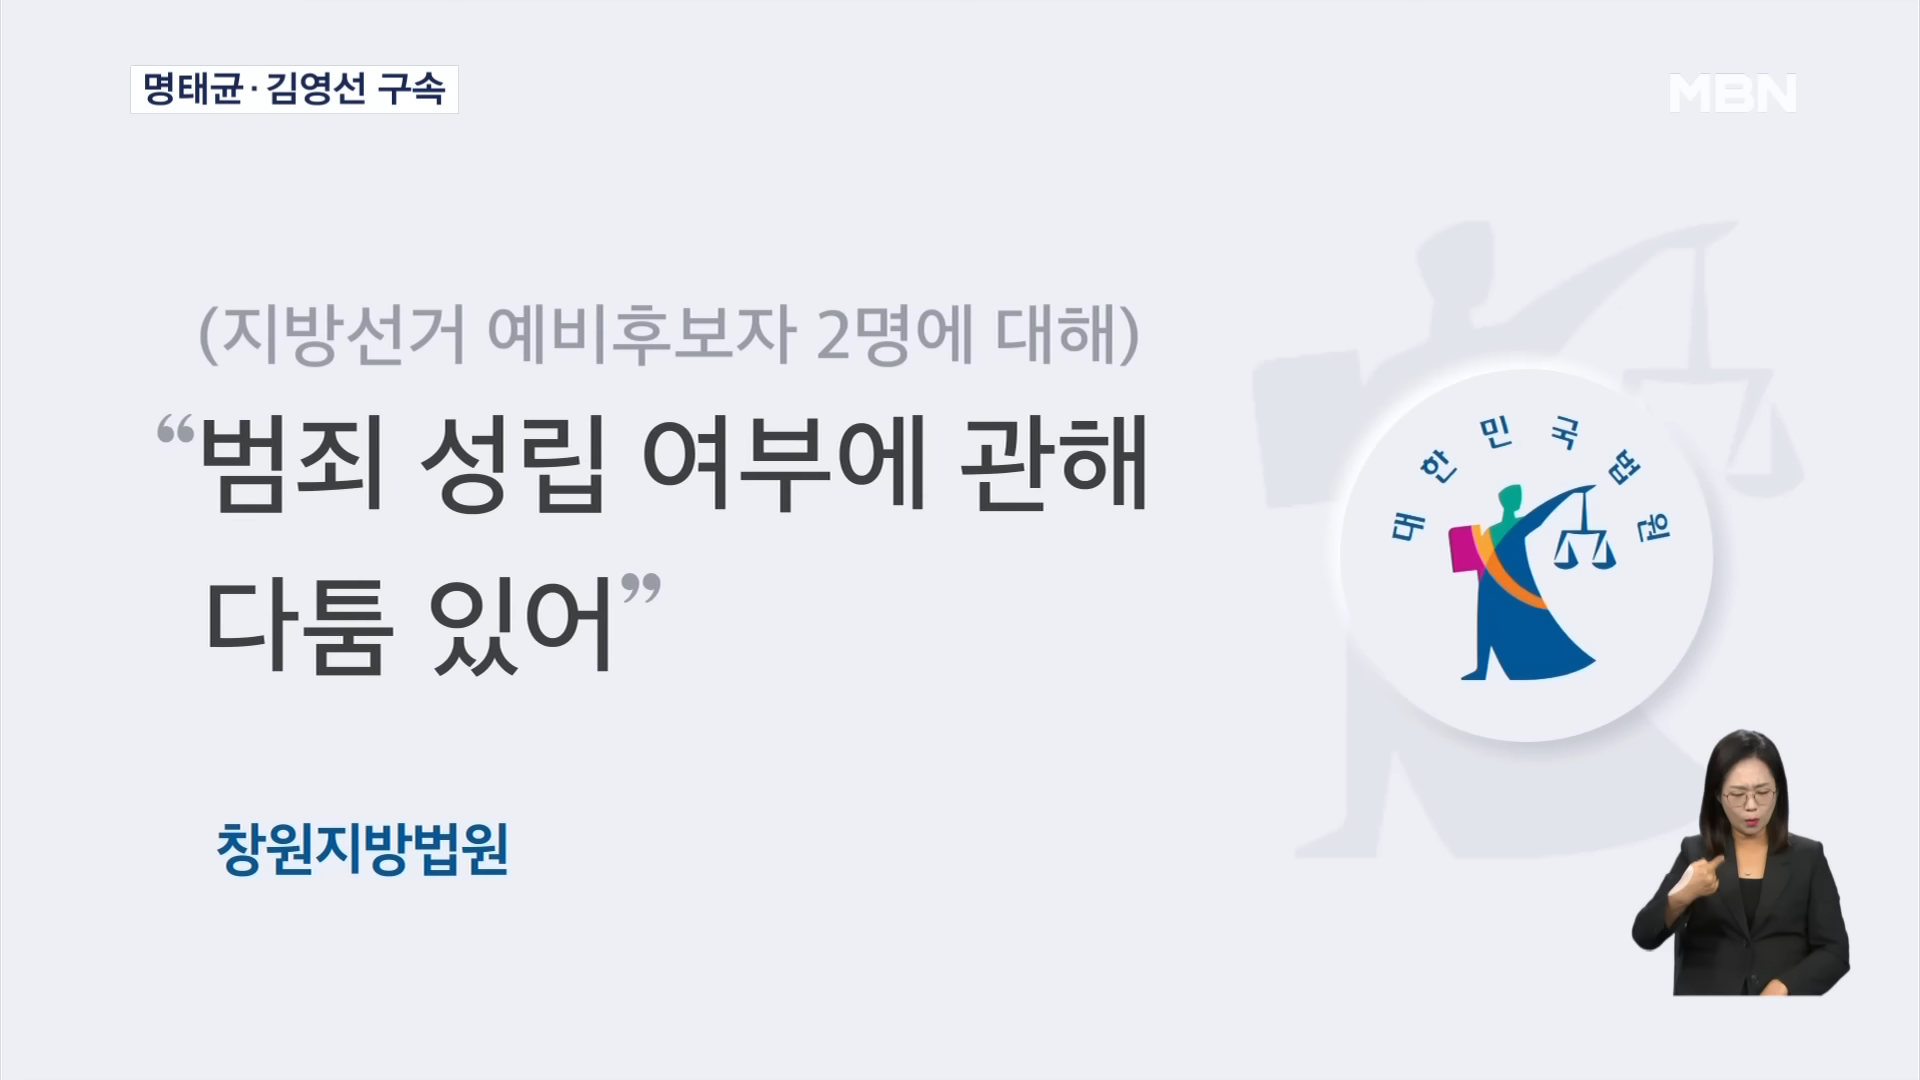 명태균·김영선 구속
MBN
(지방선거 예비후보자 2명에 대해)
“범죄 성립 여부에 관해
다툼 있어”
대한민국법원
창원지방법원